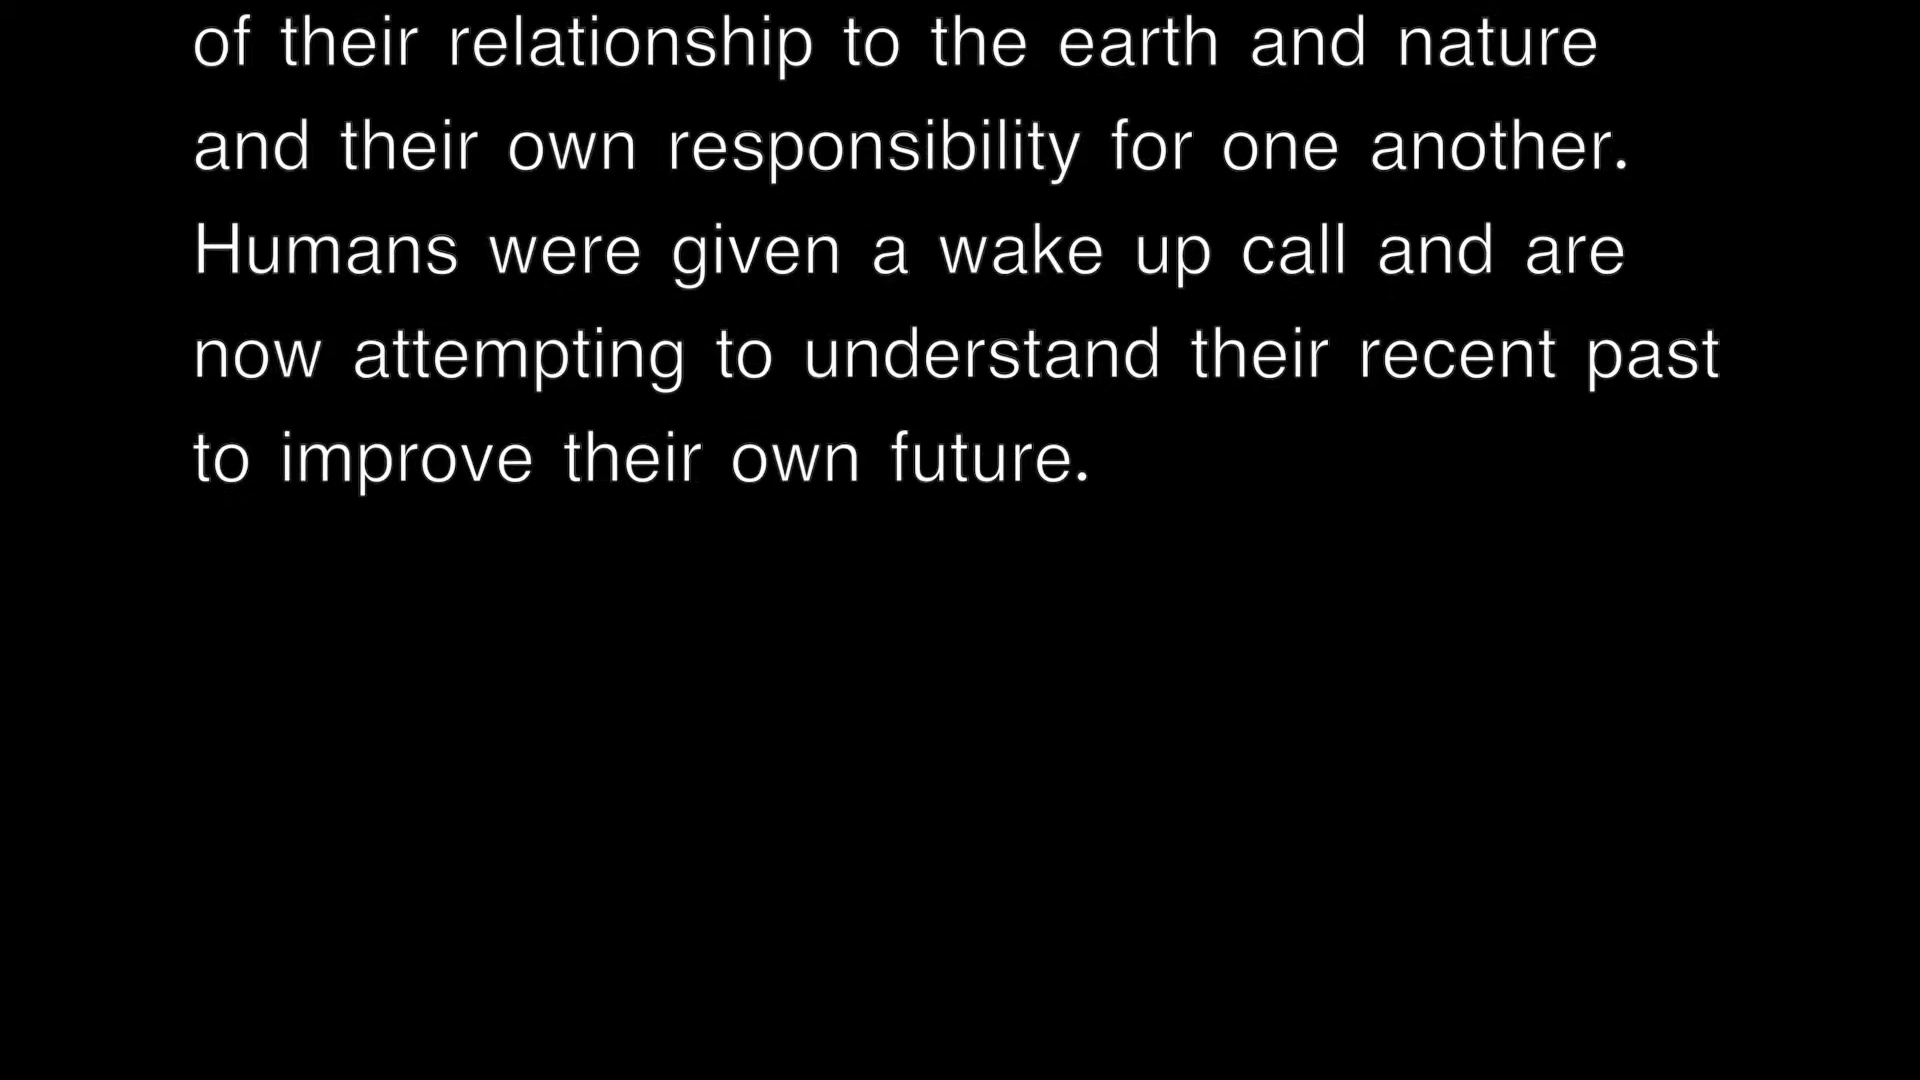 of their relationship to the earth and nature
and their own responsibility for one another.
Humans were given a wake up call and are
now attempting to understand their recent past
to improve their own future.